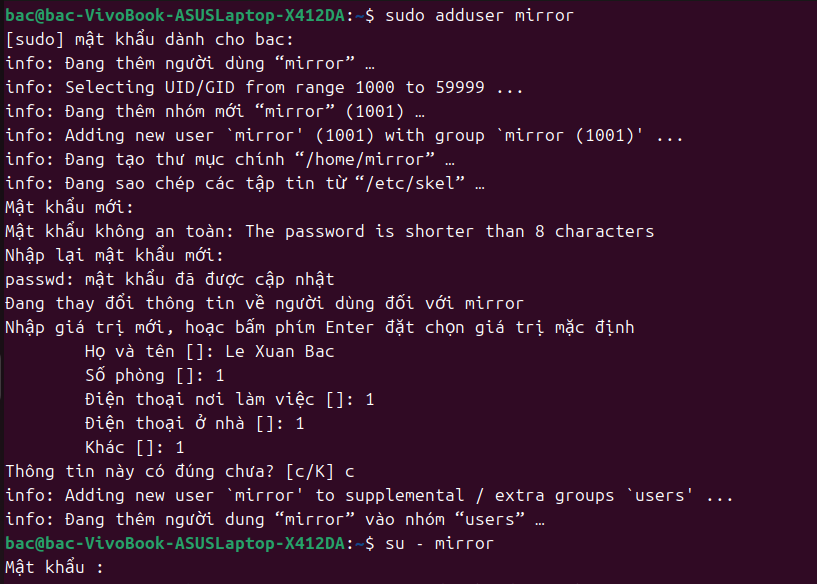 bac@bac-VivoBook-ASUSLaptop-X412DA:~$ sudo adduser mirror
[sudo] mật khẩu dành cho bac:
info: Đang thêm người dùng “mirror” …
info: Selecting UID/GID from range 1000 to 59999 ...
info: Đang thêm nhóm mới “mirror” (1001) …
info: Adding new user `mirror' (1001) with group `mirror (1001)' ...
info: Đang tạo thư mục chính “/home/mirror” …
info: Đang sao chép các tập tin từ “/etc/skel” …
Mật khẩu mới:
Mật khẩu không an toàn: The password is shorter than 8 characters
Nhập lại mật khẩu mới:
passwd: mật khẩu đã được cập nhật
Đang thay đổi thông tin về người dùng đối với mirror
Nhập giá trị mới, hoặc bấm phím Enter đặt chọn giá trị mặc định
Họ và tên []: Le Xuan Bac
Số phòng []: 1
Điện thoại nơi làm việc []: 1
Điện thoại ở nhà []: 1
Khác []: 1
Thông tin này có đúng chưa? [c/K] c
info: Adding new user `mirror' to supplemental / extra groups `users' ...
info: Đang thêm người dung “mirror” vào nhóm “users” …
bac@bac-VivoBook-ASUSLaptop-X412DA:~$ su - mirror
Mật khẩu :